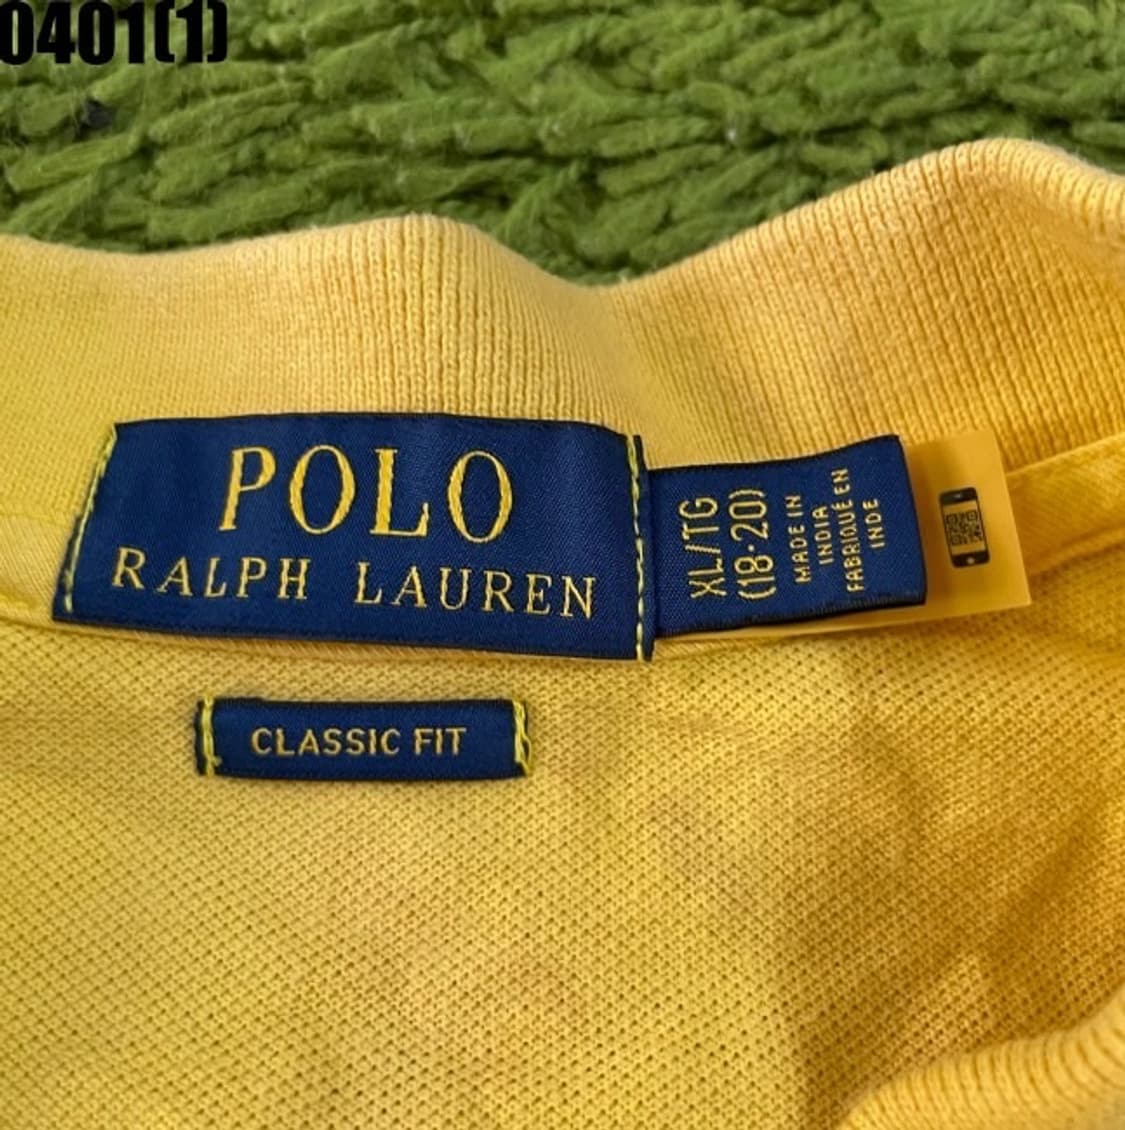 0401(1)
POLO
RALPH LAUREN
XL/TG
(18-20)
MADE IN
INDIA
FABRIQUÉ EN
INDE
CLASSIC FIT